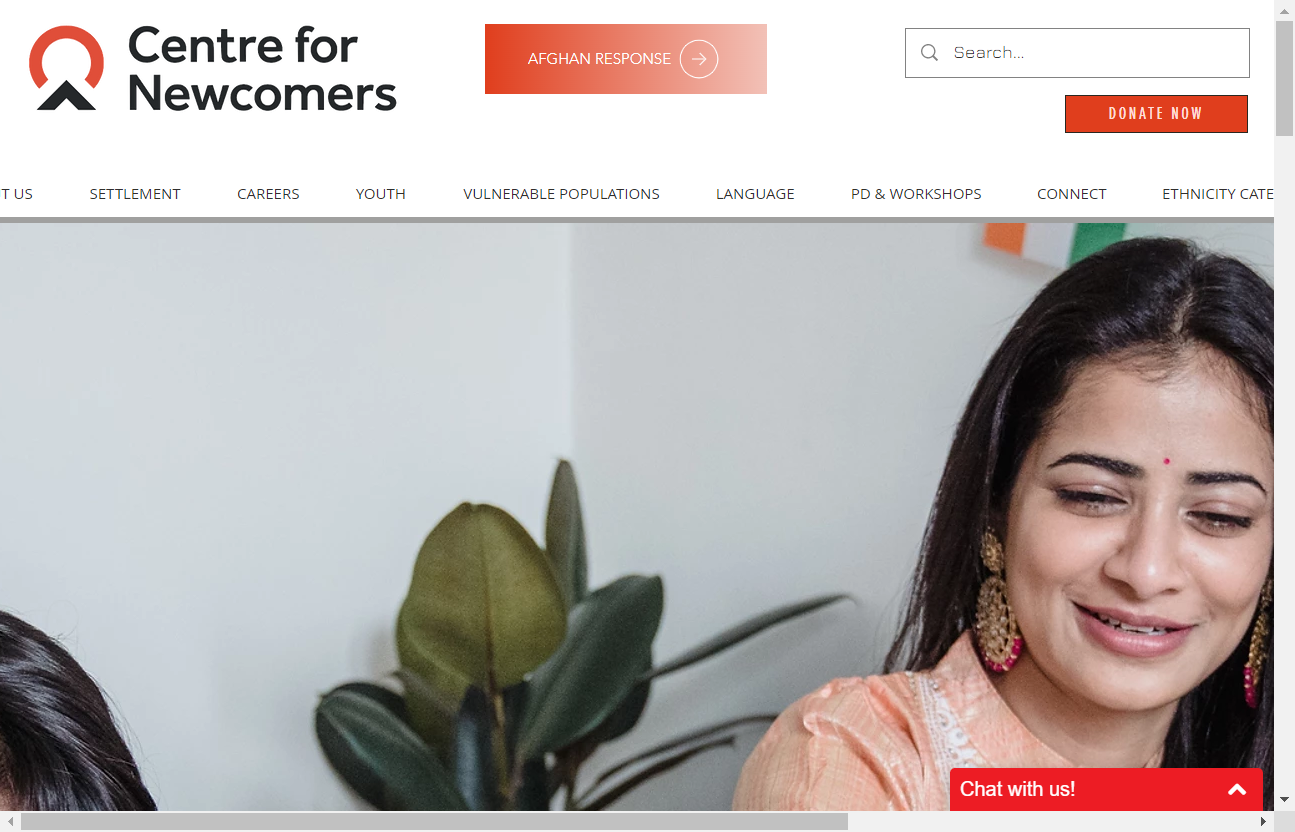 Centre for
Newcomers
AFGHAN RESPONSE
Search...
DONATE NOW
T US SETTLEMENT CAREERS YOUTH VULNERABLE POPULATIONS LANGUAGE PD & WORKSHOPS CONNECT ETHNICITY CATE
Chat with us!